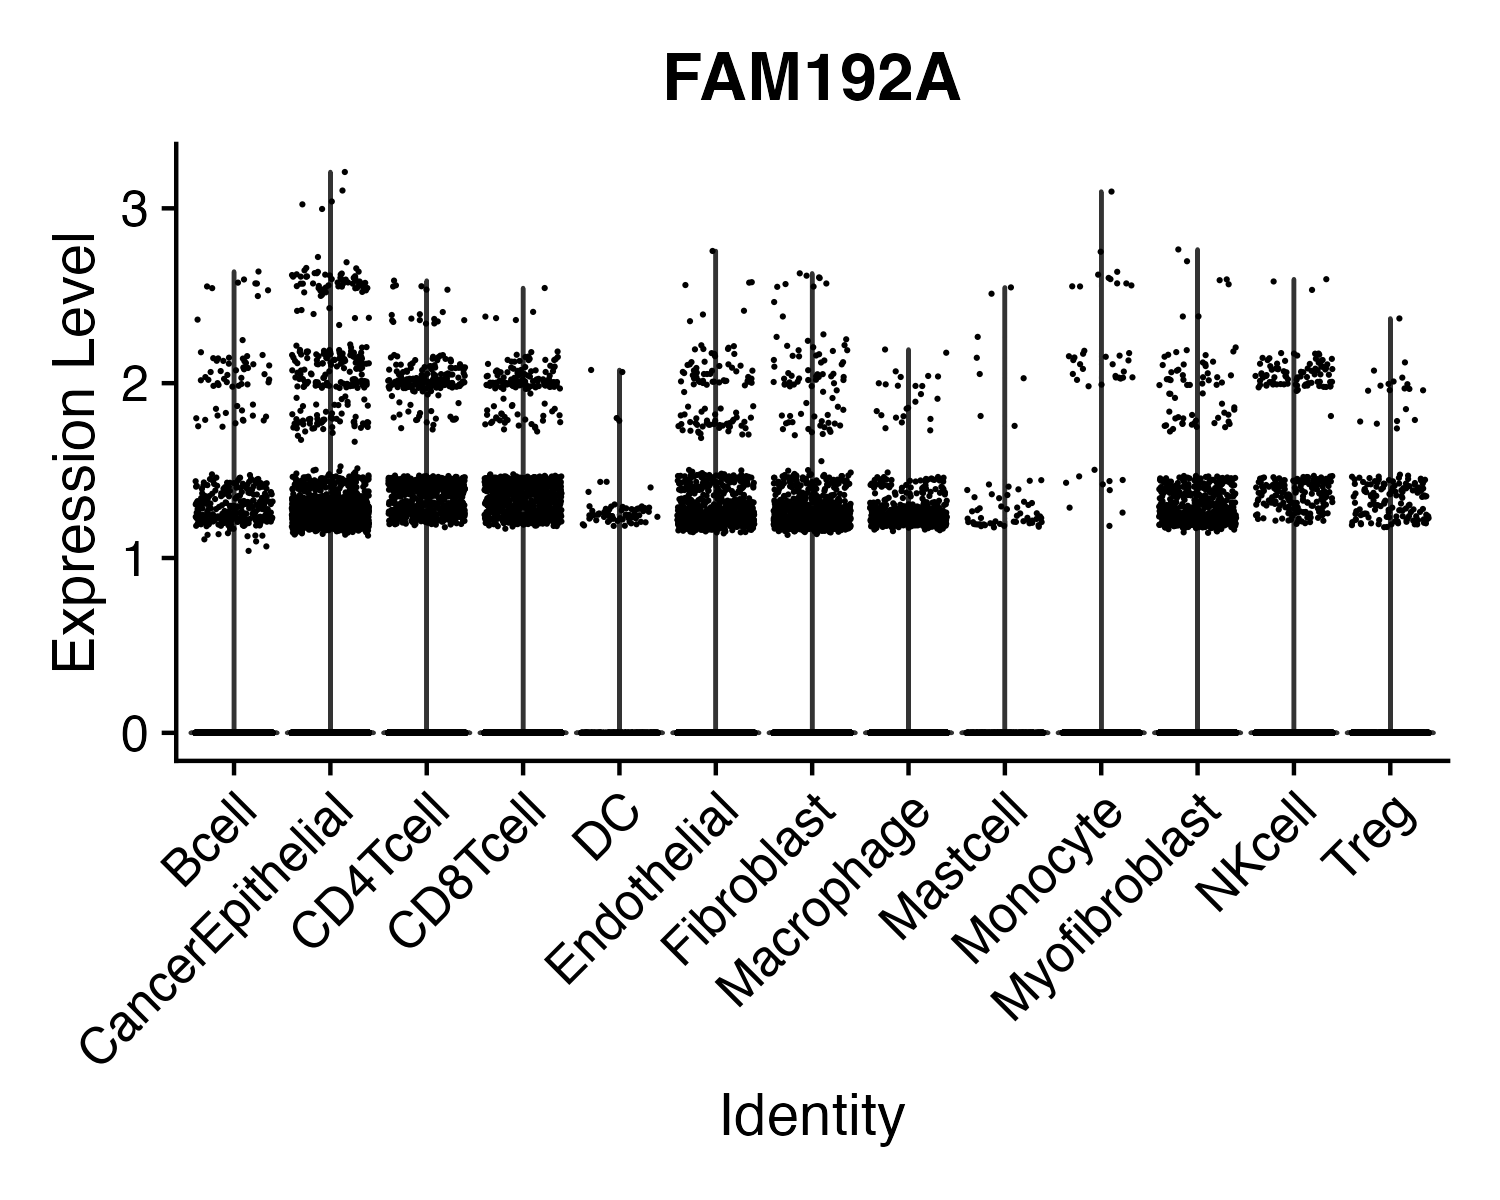 FAM192A
Expression Level
3
2
1
0
Bcell
CancerEpithelial
CD4Tcell
CD8Tcell
DC
Endothelial
Fibroblast
Macrophage
Mastcell
Monocyte
Myofibroblast
NKcell
Treg
Identity